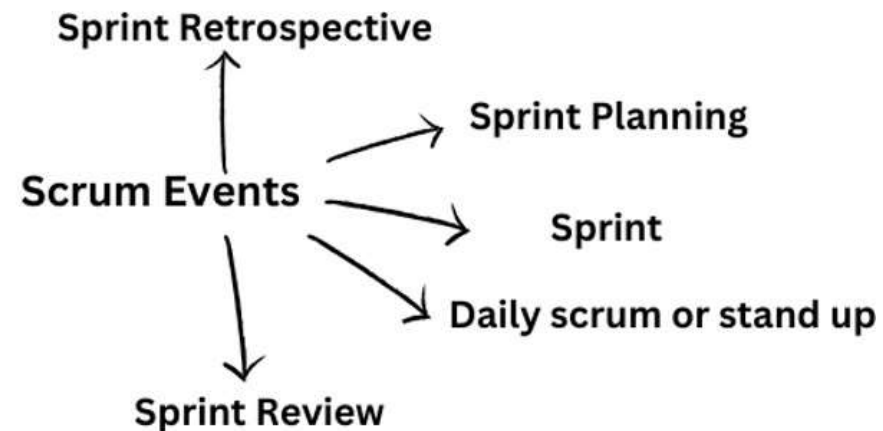 Sprint Retrospective
Sprint Planning
Scrum Events
Sprint
Daily scrum or stand up
Sprint Review